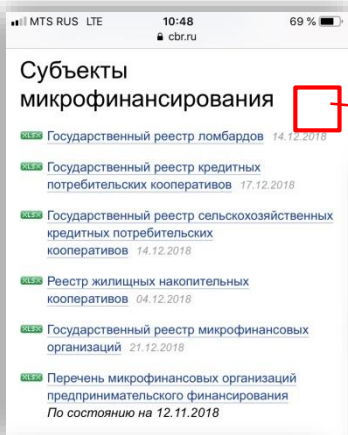 MTS RUS LTE 10:48 69 %
cbr.ru
Субъекты
микрофинансирования
XLSX Государственный реестр ломбардов 14.12.2018
XLSX Государственный реестр кредитных
потребительских кооперативов 17.12.2018
XLSX Государственный реестр сельскохозяйственных
кредитных потребительских
кооперативов 14.12.2018
XLSX Реестр жилищных накопительных
кооперативов 04.12.2018
XLSX Государственный реестр микрофинансовых
организаций 21.12.2018
XLSX Перечень микрофинансовых организаций
предпринимательского финансирования
По состоянию на 12.11.2018